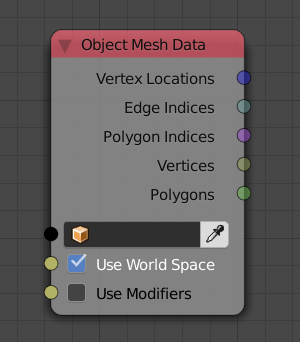 Object Mesh Data
Vertex Locations
Edge Indices
Polygon Indices
Vertices
Polygons
Use World Space
Use Modifiers